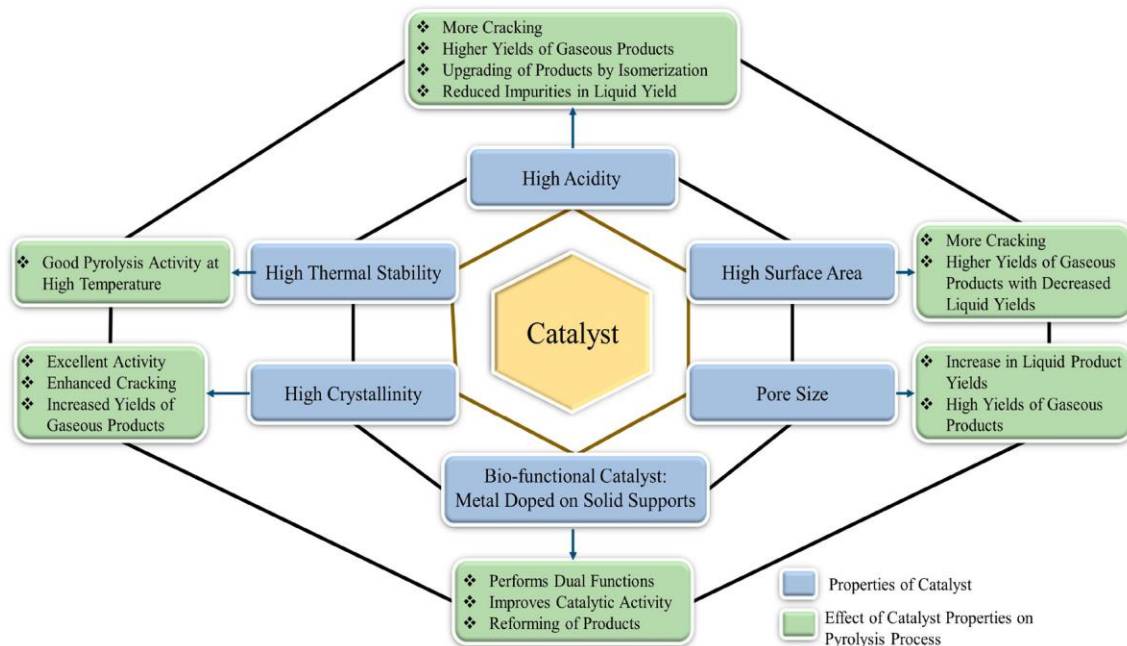 ❖ More Cracking
❖ Higher Yields of Gaseous Products
❖ Upgrading of Products by Isomerization
❖ Reduced Impurities in Liquid Yield
High Acidity
❖ Good Pyrolysis Activity at
High Temperature
High Thermal Stability
High Surface Area
❖ More Cracking
❖ Higher Yields of Gaseous
Products with Decreased
Liquid Yields
Catalyst
❖ Excellent Activity
❖ Enhanced Cracking
❖ Increased Yields of
Gaseous Products
High Crystallinity
Pore Size
❖ Increase in Liquid Product
Yields
❖ High Yields of Gaseous
Products
Bio-functional Catalyst:
Metal Doped on Solid Supports
❖ Performs Dual Functions
❖ Improves Catalytic Activity
❖ Reforming of Products
Properties of Catalyst
Effect of Catalyst Properties on
Pyrolysis Process